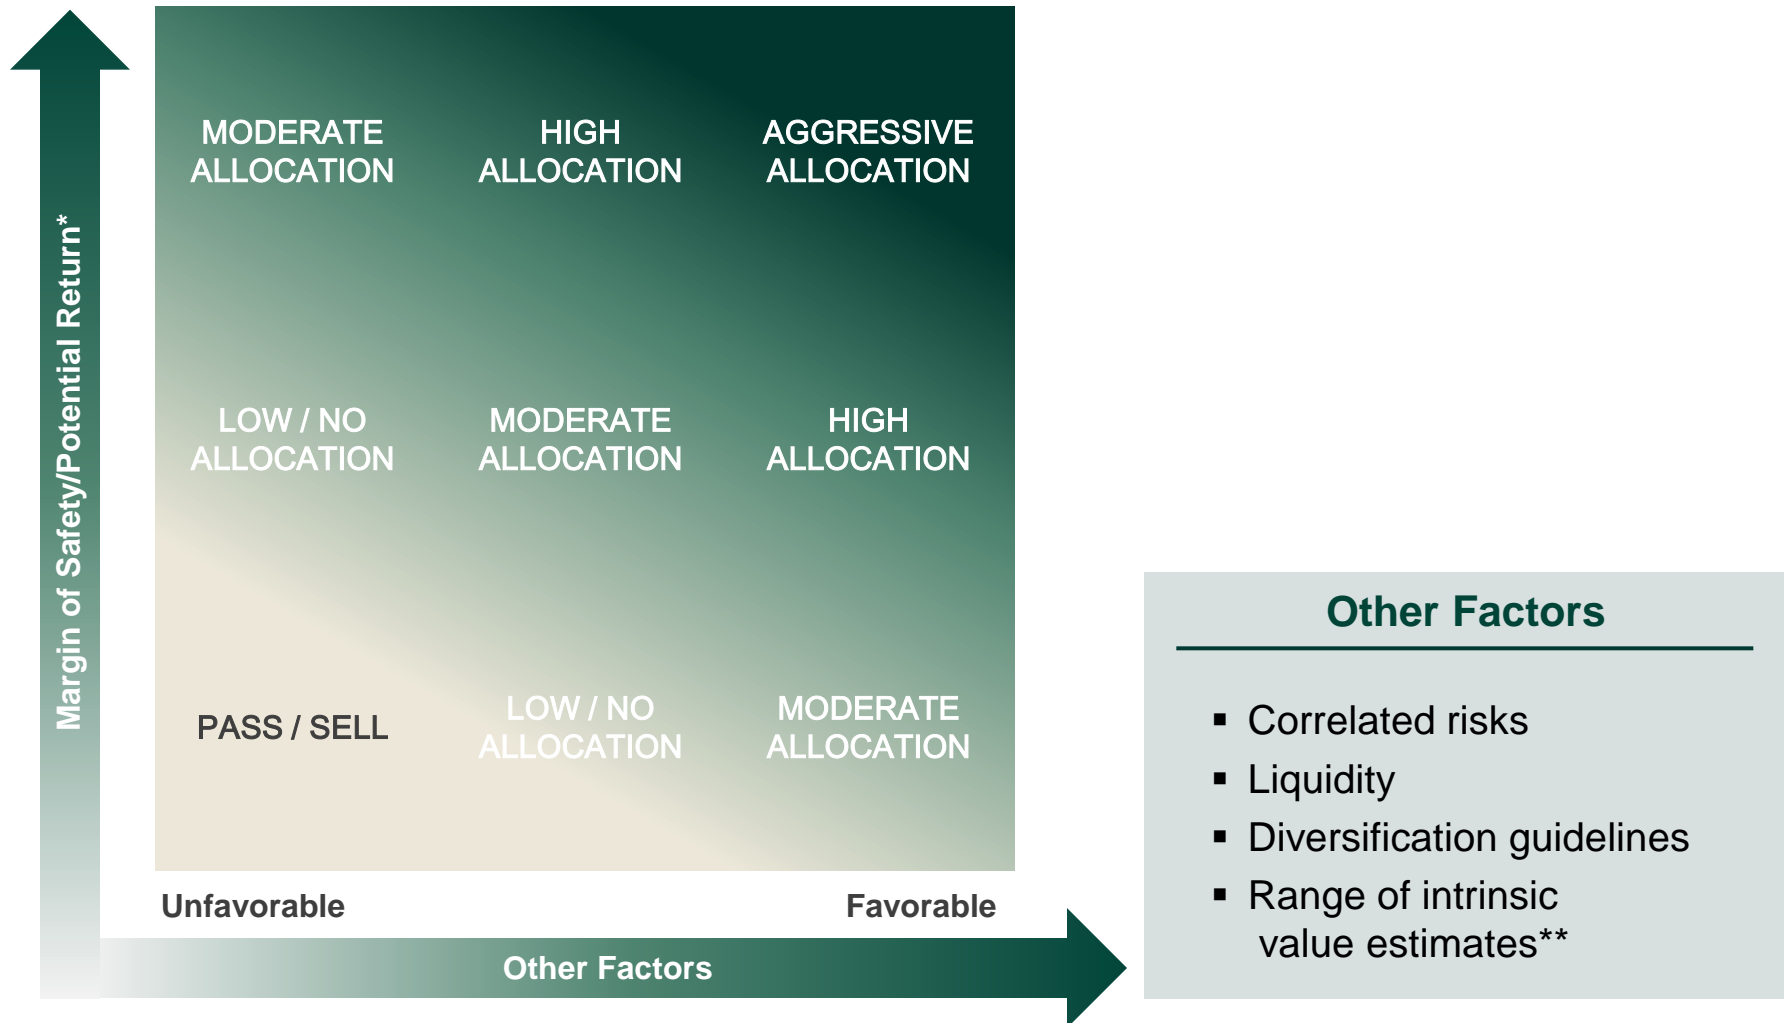 Margin of Safety/Potential Return*
MODERATE
ALLOCATION
HIGH
ALLOCATION
AGGRESSIVE
ALLOCATION
LOW / NO
ALLOCATION
MODERATE
ALLOCATION
HIGH
ALLOCATION
PASS / SELL
LOW / NO
ALLOCATION
MODERATE
ALLOCATION
Unfavorable
Favorable
Other Factors
Other Factors
▪ Correlated risks
▪ Liquidity
▪ Diversification guidelines
▪ Range of intrinsic
value estimates**